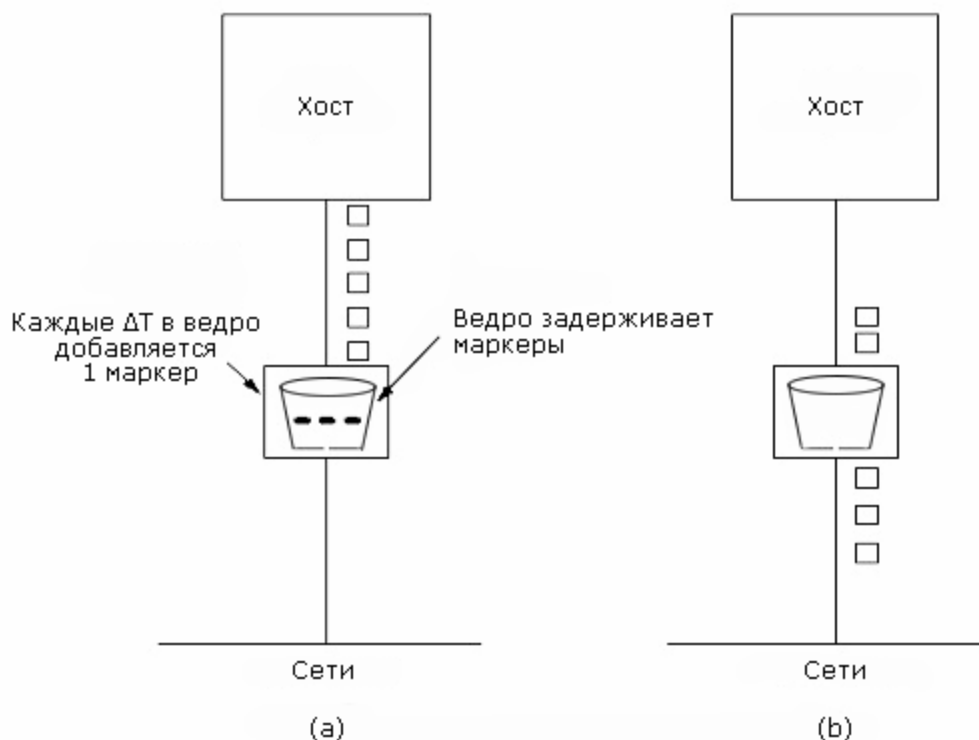 Хост
Хост
Каждые ΔT в ведро
добавляется
1 маркер
Ведро задерживает
маркеры
Сети
Сети
(a)
(b)